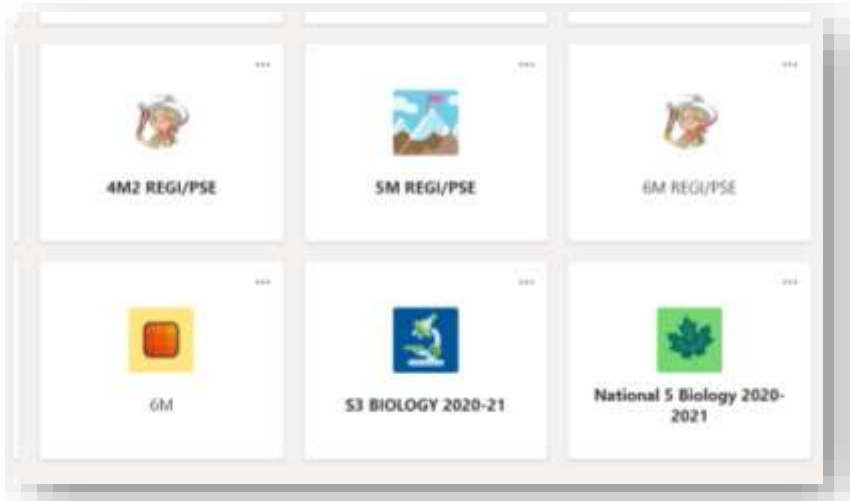 4M2 REGI/PSE
5M REGI/PSE
6M REGI/PSE
6M
S3 BIOLOGY 2020-21
National 5 Biology 2020-
2021